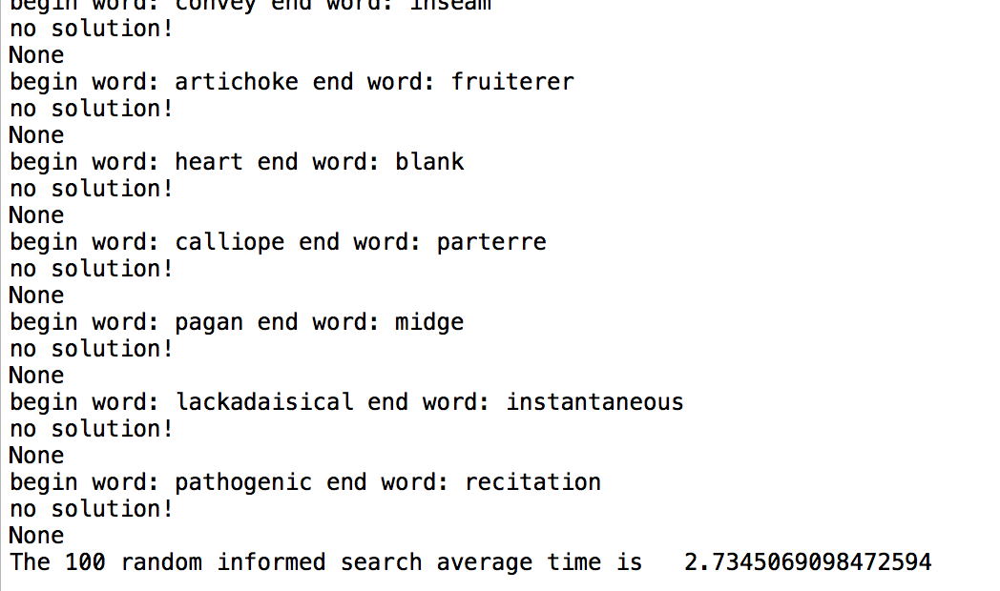 begin word: convey end word: inseam
no solution!
None
begin word: artichoke end word: fruiterer
no solution!
None
begin word: heart end word: blank
no solution!
None
begin word: calliope end word: parterre
no solution!
None
begin word: pagan end word: midge
no solution!
None
begin word: lackadaisical end word: instantaneous
no solution!
None
begin word: pathogenic end word: recitation
no solution!
None
The 100 random informed search average time is   2.7345069098472594